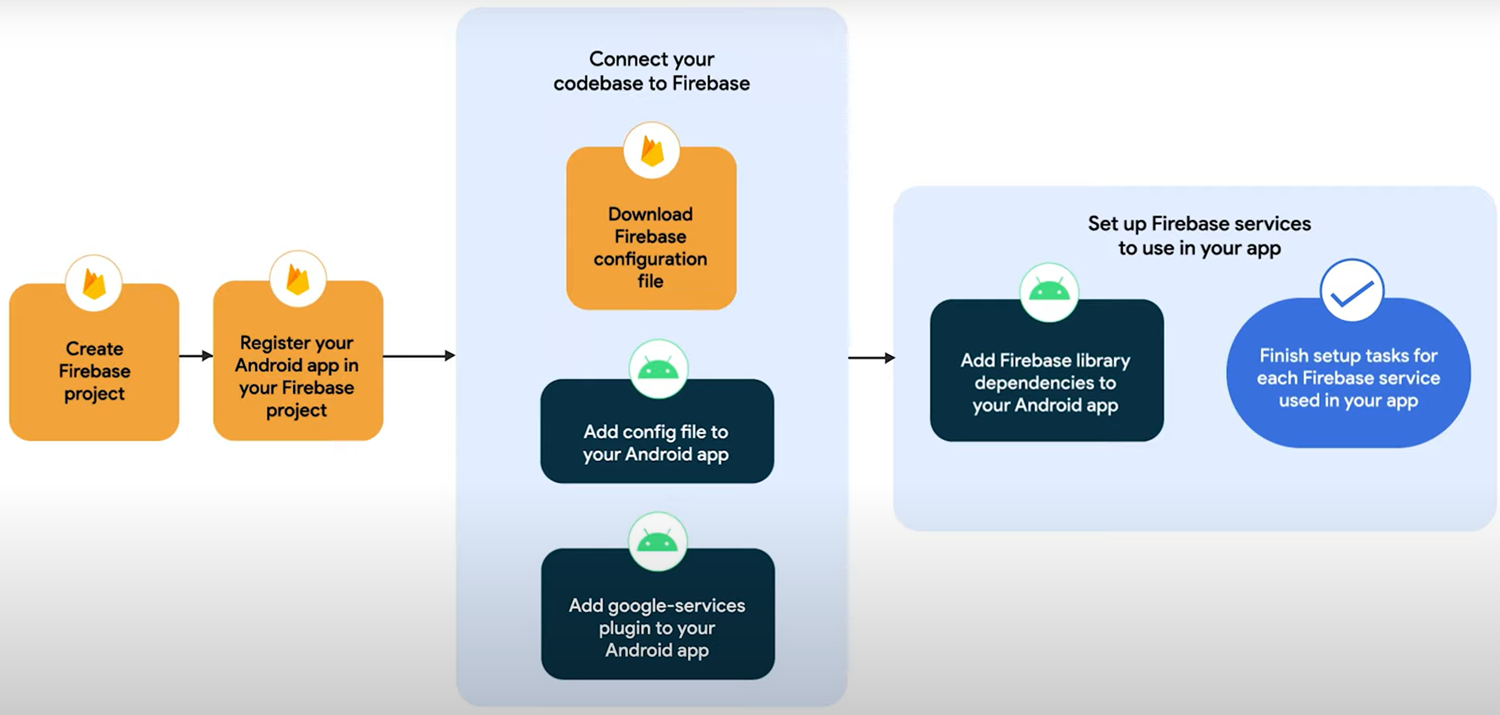 Create
Firebase
project
Register your
Android app in
your Firebase
project
Connect your
codebase to Firebase
Download
Firebase
configuration
file
Add config file to
your Android app
Add google-services
plugin to your
Android app
Set up Firebase services
to use in your app
Add Firebase library
dependencies to
your Android app
Finish setup tasks for
each Firebase service
used in your app